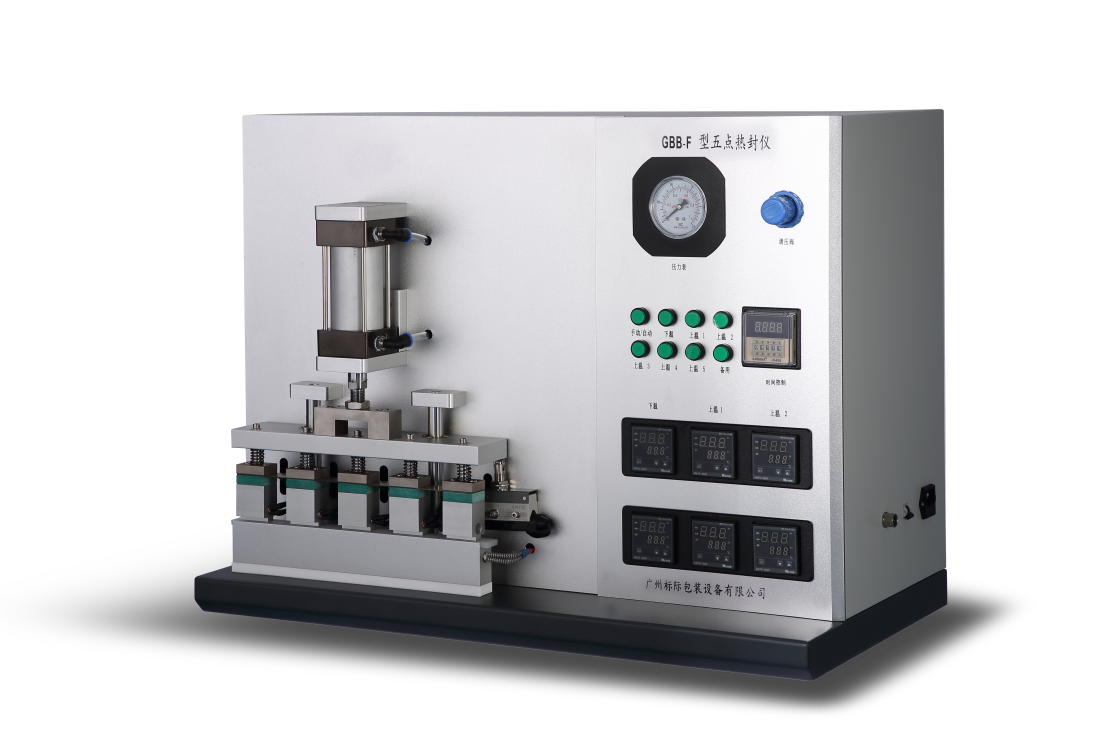 GBB-F 型五点热封仪
压力表
调压阀
手动/自动 下温 上温 1 上温 2
上温 3 上温 4 上温 5 备用
时间控制
下温 上温 1 上温 2
广州标际包装设备有限公司